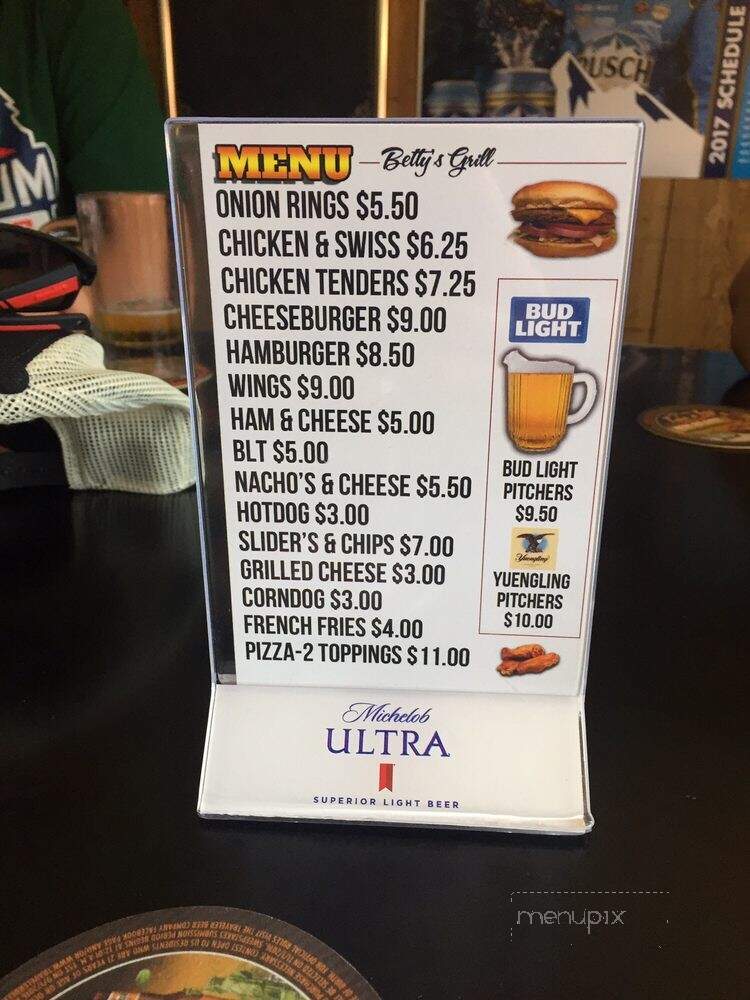 USCH
2017 SCHEDULE
UM
MENU Betty's Grill
ONION RINGS $5.50
CHICKEN & SWISS $6.25
CHICKEN TENDERS $7.25
CHEESEBURGER $9.00
HAMBURGER $8.50
WINGS $9.00
HAM & CHEESE $5.00
BLT $5.00
NACHO'S & CHEESE $5.50
HOTDOG $3.00
SLIDER'S & CHIPS $7.00
GRILLED CHEESE $3.00
CORNDOG $3.00
FRENCH FRIES $4.00
PIZZA-2 TOPPINGS $11.00
BUD
LIGHT
BUD LIGHT
PITCHERS
$9.50
Yuengling
YUENGLING
PITCHERS
$10.00
Michelob
ULTRA
SUPERIOR LIGHT BEER
menupix